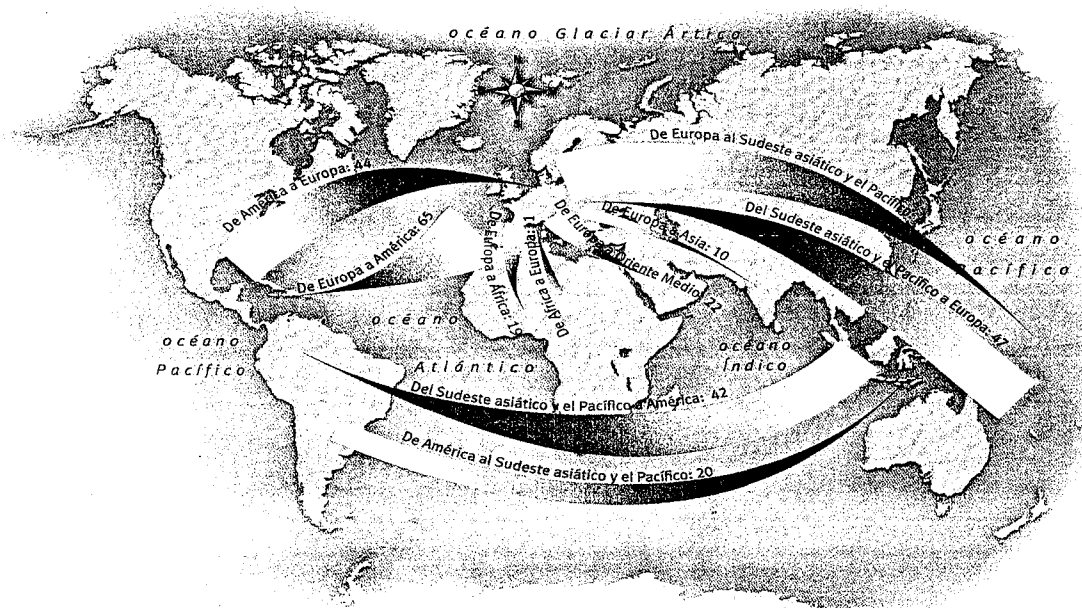 océano Glaciar Ártico
N
De Europa al Sudeste asiático y el Pacífico:
De América a Europa: 44
Del Sudeste asiático y el Pacífico a Europa: 47
De Europa a Asia: 10
De Europa a Oriente Medio: 22
De Europa a América: 65
De Europa a África: 19
De África a Europa:
océano
Pacífico
océano
Atlántico
océano
Pacífico
océano
Índico
Del Sudeste asiático y el Pacífico a América: 42
De América al Sudeste asiático y el Pacífico: 20